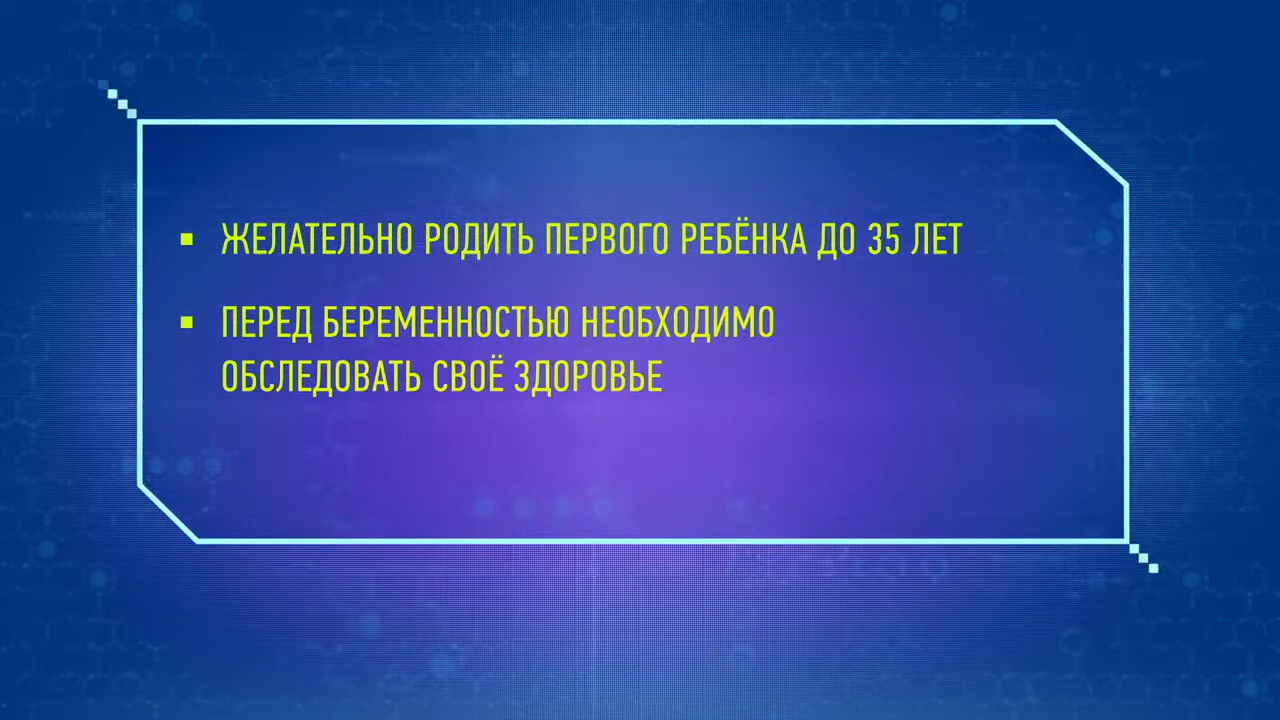 ▪ ЖЕЛАТЕЛЬНО РОДИТЬ ПЕРВОГО РЕБЁНКА ДО 35 ЛЕТ
▪ ПЕРЕД БЕРЕМЕННОСТЬЮ НЕОБХОДИМО
ОБСЛЕДОВАТЬ СВОЁ ЗДОРОВЬЕ